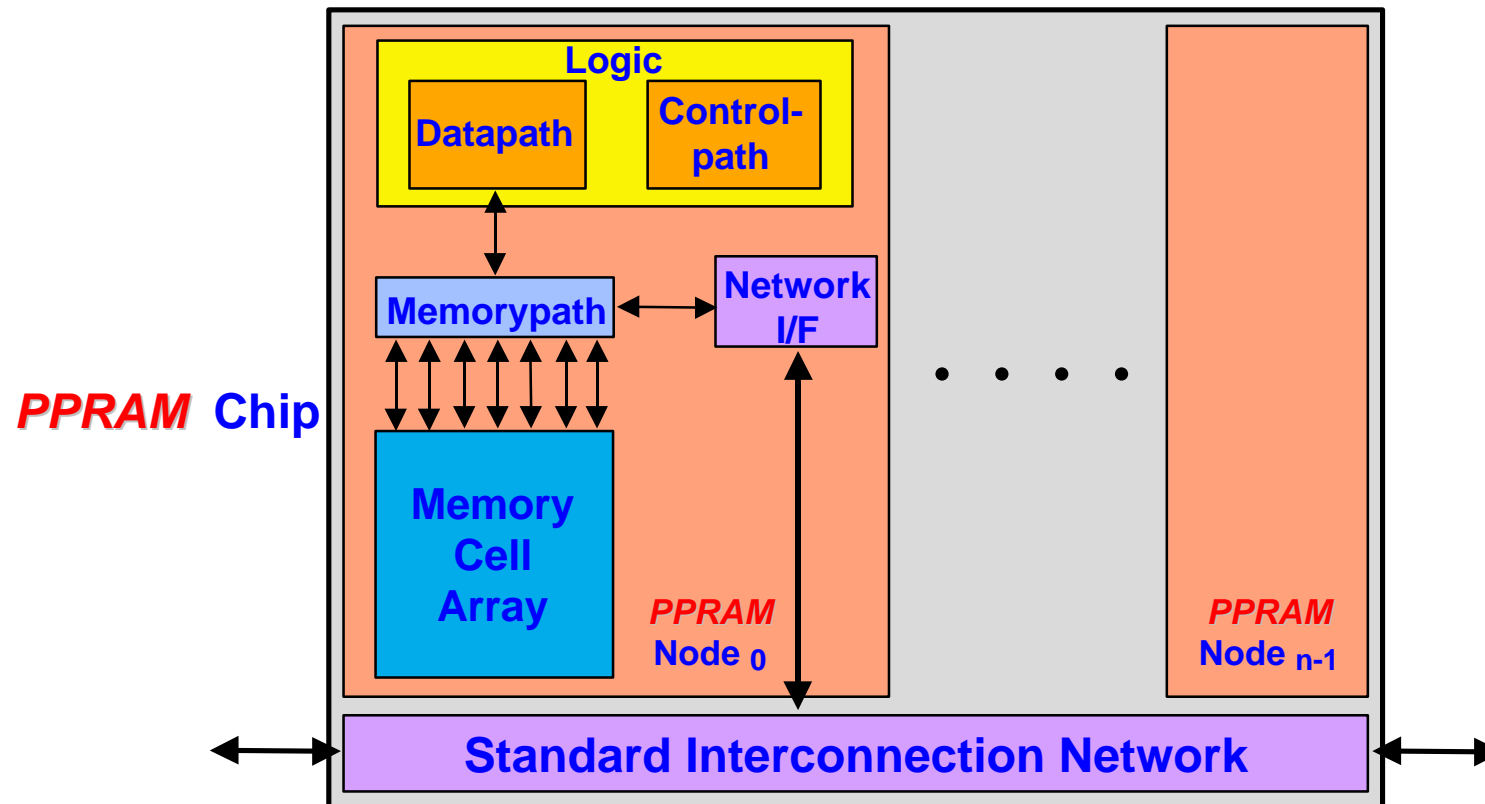 Logic
Datapath
Control-
path
Memorypath
Network
I/F
PPRAM Chip
Memory
Cell
Array
PPRAM
Node 0
PPRAM
Node n-1
Standard Interconnection Network